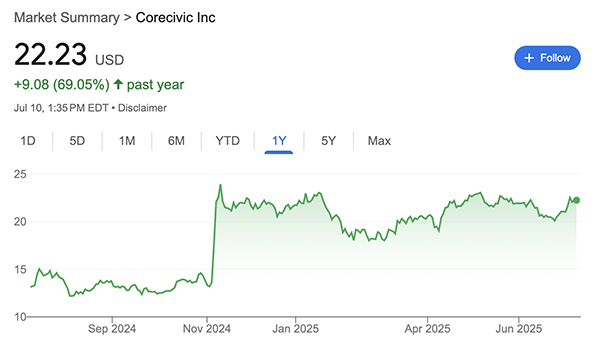 Market Summary > Corecivic Inc
22.23 USD
+ Follow
+9.08 (69.05%) ↑ past year
Jul 10, 1:35 PM EDT • Disclaimer
1D 5D 1M 6M YTD 1Y 5Y Max
25
20
15
10
Sep 2024 Nov 2024 Jan 2025 Apr 2025 Jun 2025